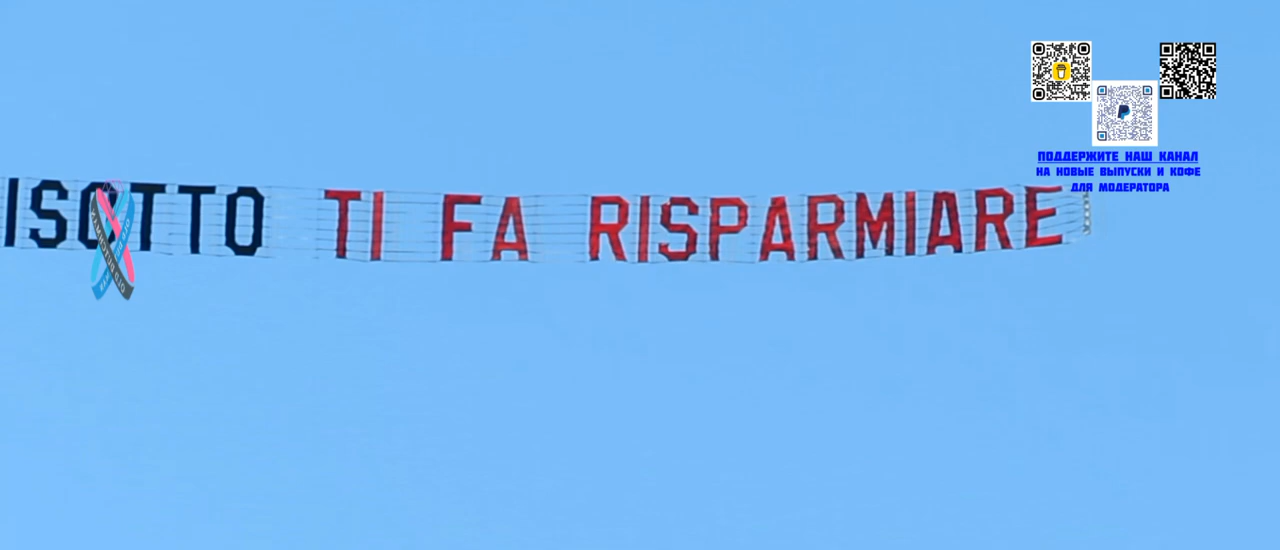 ISOTTO TI FA RISPARMIARE
ПОДДЕРЖИТЕ НАШ КАНАЛ
НА НОВЫЕ ВЫПУСКИ И КОФЕ
ДЛЯ МОДЕРАТОРА